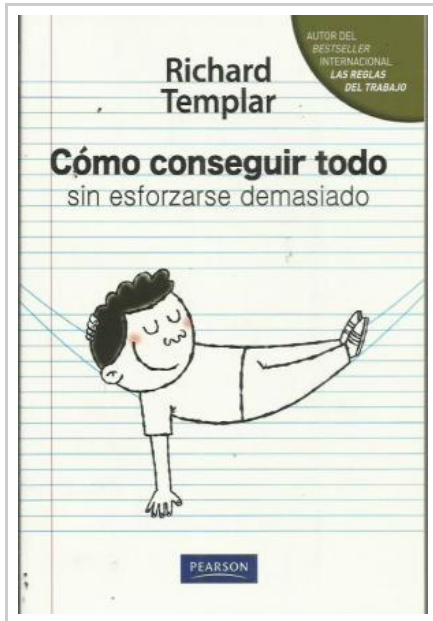 AUTOR DEL
BESTSELLER
INTERNACIONAL
LAS REGLAS
DEL TRABAJO
Richard
Templar
Cómo conseguir todo
sin esforzarse demasiado
PEARSON